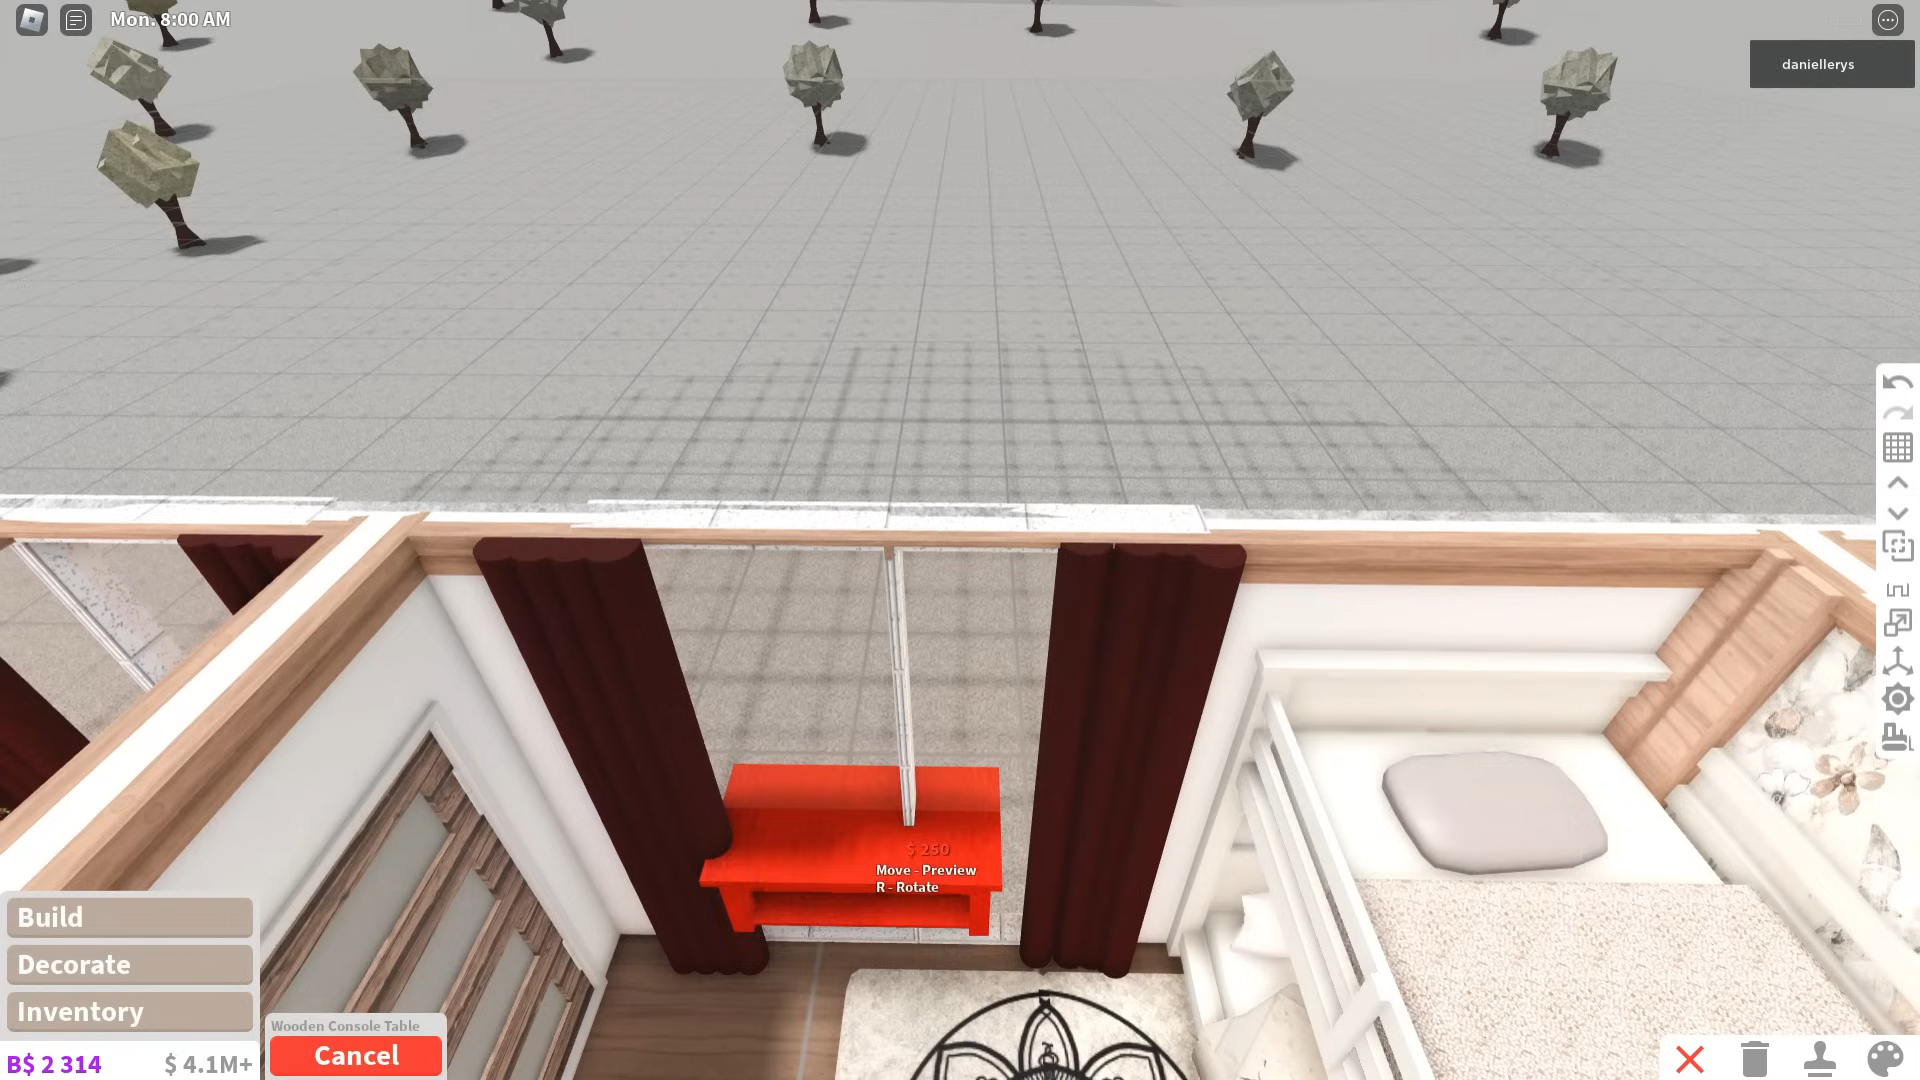 Mon. 8:00 AM
daniellerys
$ 250
Move - Preview
R - Rotate
Build
Decorate
Inventory
Wooden Console Table
Cancel
B$ 2 314
$ 4.1M+